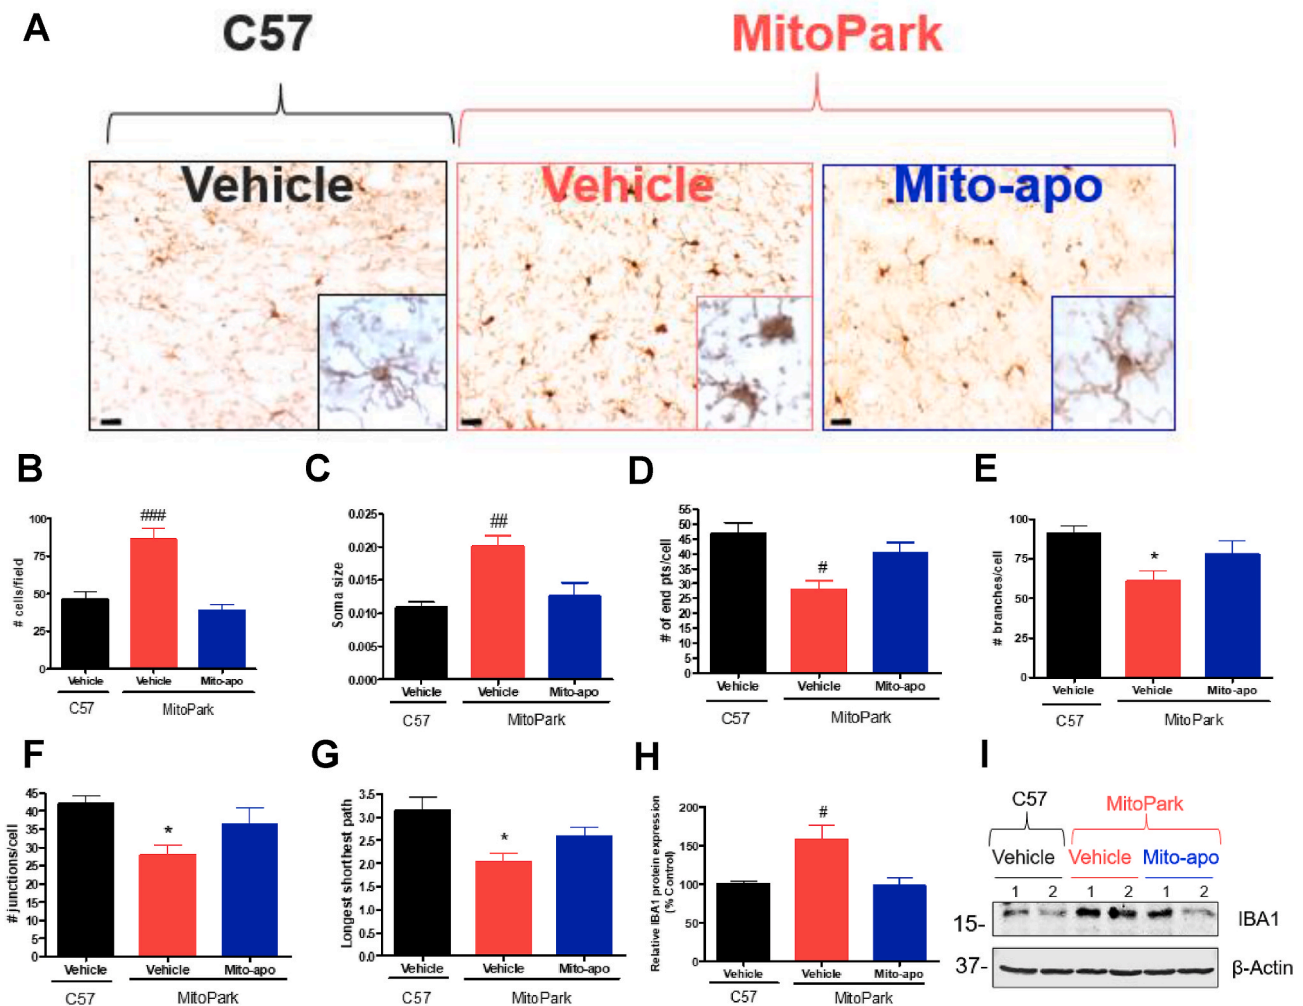 A
C57
MitoPark
Vehicle
Vehicle
Mito-apo
B
# cells/field
100
75
50
25
0
###
Vehicle
Vehicle
Mito-apo
C57
MitoPark
C
Soma size
0.025
0.020
0.015
0.010
0.005
0.000
##
Vehicle
Vehicle
Mito-apo
C57
MitoPark
D
# of end pts/cell
55
50
45
40
35
30
25
20
15
10
5
0
#
Vehicle
Vehicle
Mito-apo
C57
MitoPark
E
# branches/cell
100
75
50
25
0
*
Vehicle
Vehicle
Mito-apo
C57
MitoPark
F
# junctions/cell
45
40
35
30
25
20
15
10
5
0
*
Vehicle
Vehicle
Mito-apo
C57
MitoPark
G
Longest shorthest path
3.5
3.0
2.5
2.0
1.5
1.0
0.5
0.0
*
Vehicle
Vehicle
Mito-apo
C57
MitoPark
H
Relative IBA1 protein expression
(% Control)
200
150
100
50
0
#
Vehicle
Vehicle
Mito-apo
C57
MitoPark
I
C57
MitoPark
Vehicle
Vehicle
Mito-apo
1 2 1 2 1 2
15-
IBA1
37-
β-Actin